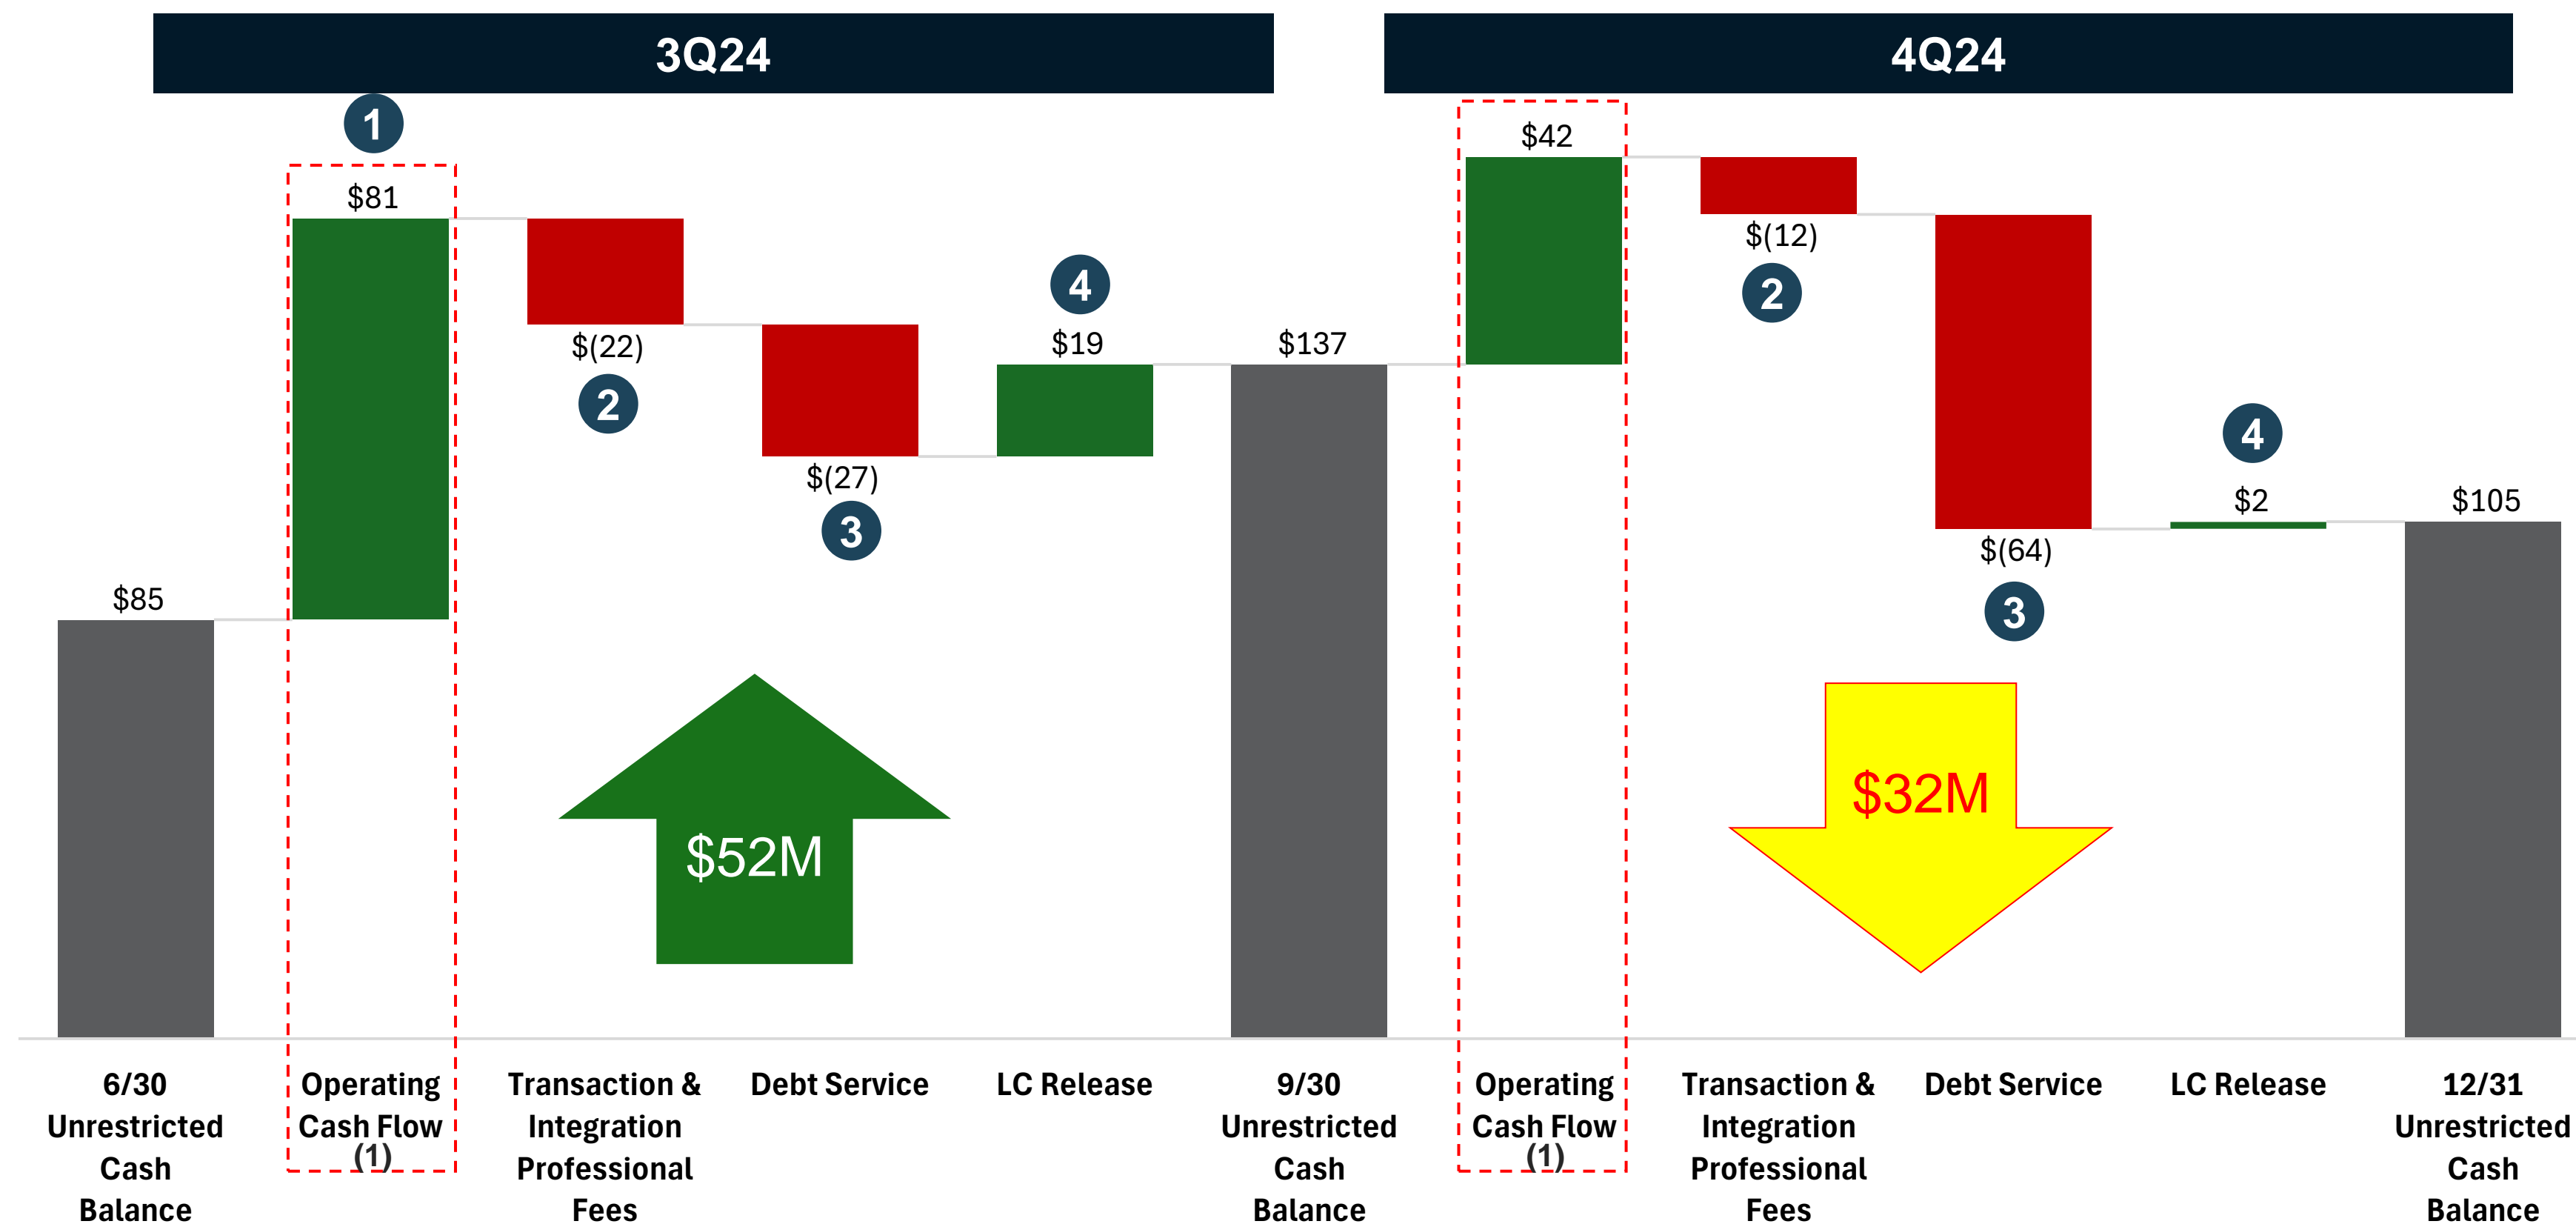 3Q24
4Q24
1
$81
$(22)
2
$(27)
3
4
$19
$85
$137
$42
$(12)
2
$(64)
3
4
$2
$105
$52M
$32M
6/30
Unrestricted
Cash
Balance
Operating
Cash Flow
(1)
Transaction &
Integration
Professional
Fees
Debt Service
LC Release
9/30
Unrestricted
Cash
Balance
Operating
Cash Flow
(1)
Transaction &
Integration
Professional
Fees
Debt Service
LC Release
12/31
Unrestricted
Cash
Balance